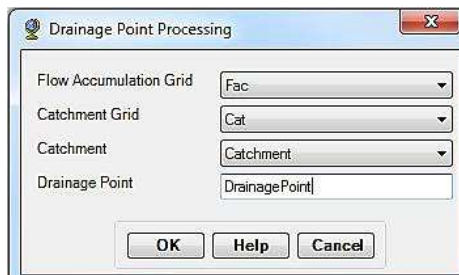 Drainage Point Processing
Flow Accumulation Grid Fac
Catchment Grid Cat
Catchment Catchment
Drainage Point DrainagePoint
OK Help Cancel